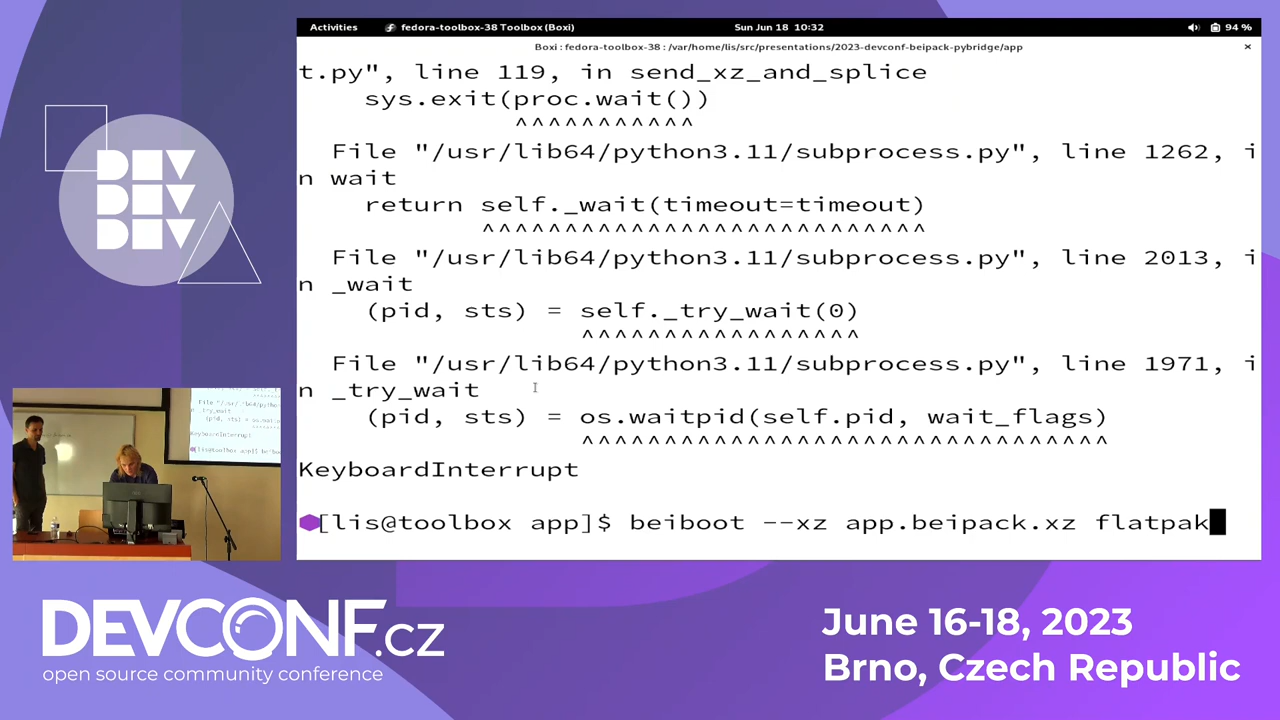 Activities
fedora-toolbox-38 Toolbox (Boxi)
Sun Jun 18 10:32
94 %
Boxi : fedora-toolbox-38 : /var/home/lis/src/presentations/2023-devconf-beipack-pybridge/app
×
t.py", line 119, in send_xz_and_splice
sys.exit(proc.wait())
^^^^^^^^^^^
File "/usr/lib64/python3.11/subprocess.py", line 1262, i
n wait
return self._wait(timeout=timeout)
^^^^^^^^^^^^^^^^^^^^^^^^^^^
File "/usr/lib64/python3.11/subprocess.py", line 2013, i
n _wait
(pid, sts) = self._try_wait(0)
^^^^^^^^^^^^^^^^^
File "/usr/lib64/python3.11/subprocess.py", line 1971, i
n _try_wait
(pid, sts) = os.waitpid(self.pid, wait_flags)
^^^^^^^^^^^^^^^^^^^^^^^^^^^^^^^^
KeyboardInterrupt
[lis@toolbox app]$ beiboot --xz app.beipack.xz flatpak
DEV
DEV
DEV
DEVCONF.CZ
open source community conference
June 16-18, 2023
Brno, Czech Republic